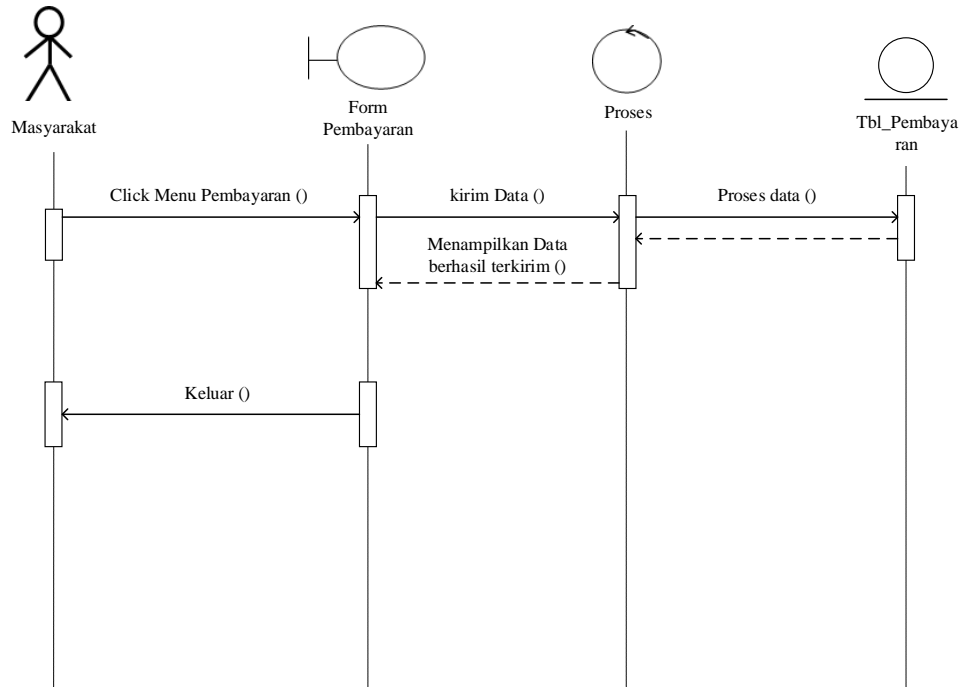 Masyarakat
Form
Pembayaran
Proses
Tbl_Pembaya
ran
Click Menu Pembayaran ()
kirim Data ()
Proses data ()
Menampilkan Data
berhasil terkirim ()
Keluar ()